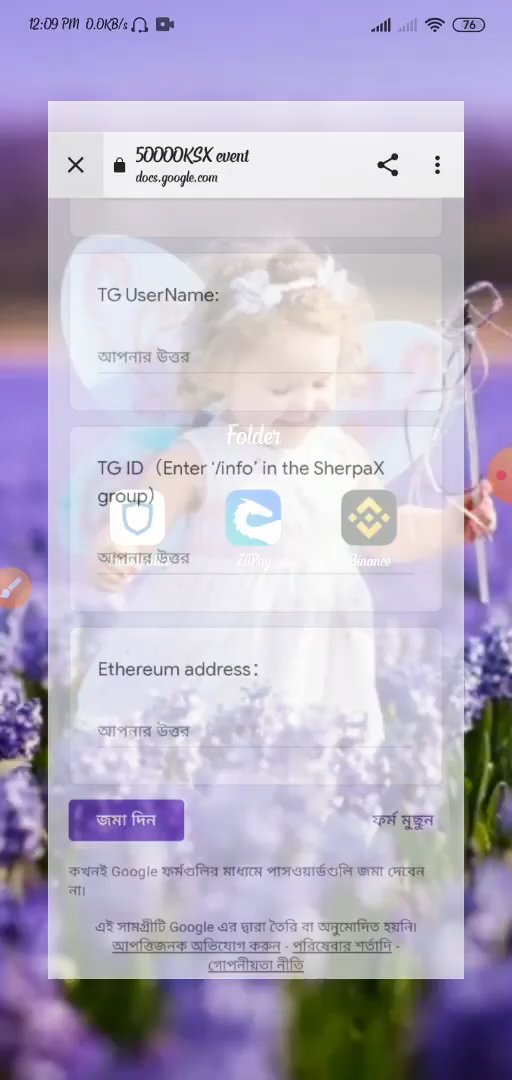 12:09 PM 0.0KB/s
76
50000KSX event
docs.google.com
TG UserName:
আপনার উত্তর
Folder
TG ID（Enter ‘/info’ in the SherpaX
group)
আপনার উত্তর
ZilPay
Binance
Ethereum address：
আপনার উত্তর
জমা দিন
ফর্ম মুছুন
কখনই Google ফর্মগুলির মাধ্যমে পাসওয়ার্ডগুলি জমা দেবেন
না।
এই সামগ্রীটি Google এর দ্বারা তৈরি বা অনুমোদিত হয়নি।
আপত্তিজনক অভিযোগ করুন - পরিষেবার শর্তাদি -
গোপনীয়তা নীতি